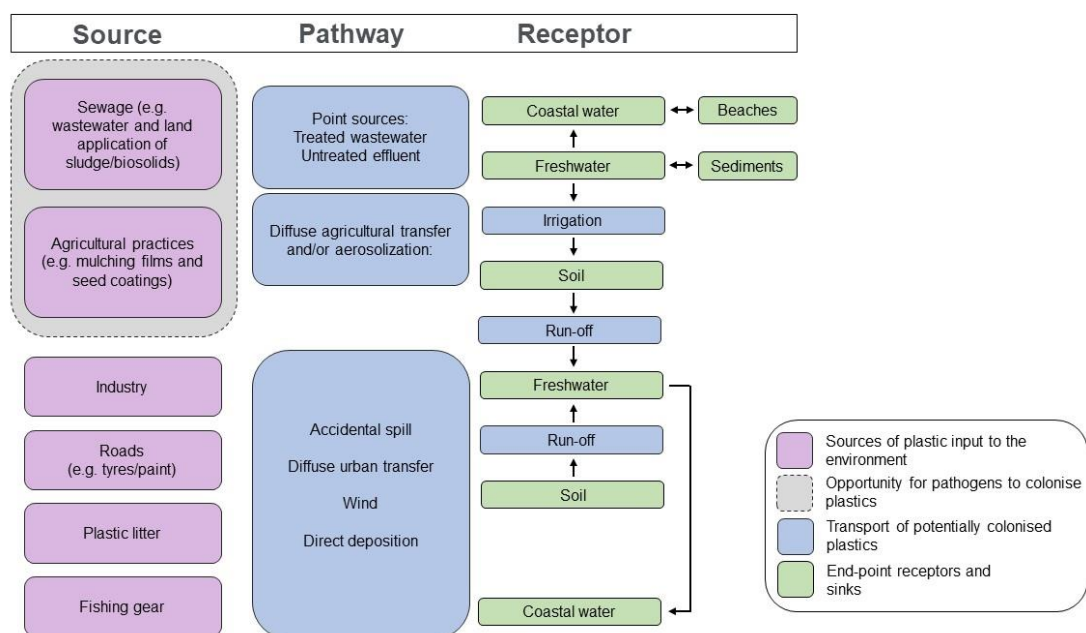 Source
Pathway
Receptor
Sewage (e.g.
wastewater and land
application of
sludge/biosolids)
Agricultural practices
(e.g. mulching films and
seed coatings)
Industry
Roads
(e.g. tyres/paint)
Plastic litter
Fishing gear
Point sources:
Treated wastewater
Untreated effluent
Diffuse agricultural transfer
and/or aerosolization:
Accidental spill
Diffuse urban transfer
Wind
Direct deposition
Coastal water
Beaches
Freshwater
Sediments
Irrigation
Soil
Run-off
Freshwater
Run-off
Soil
Coastal water
Sources of plastic input to the
environment
Opportunity for pathogens to colonise
plastics
Transport of potentially colonised
plastics
End-point receptors and
sinks